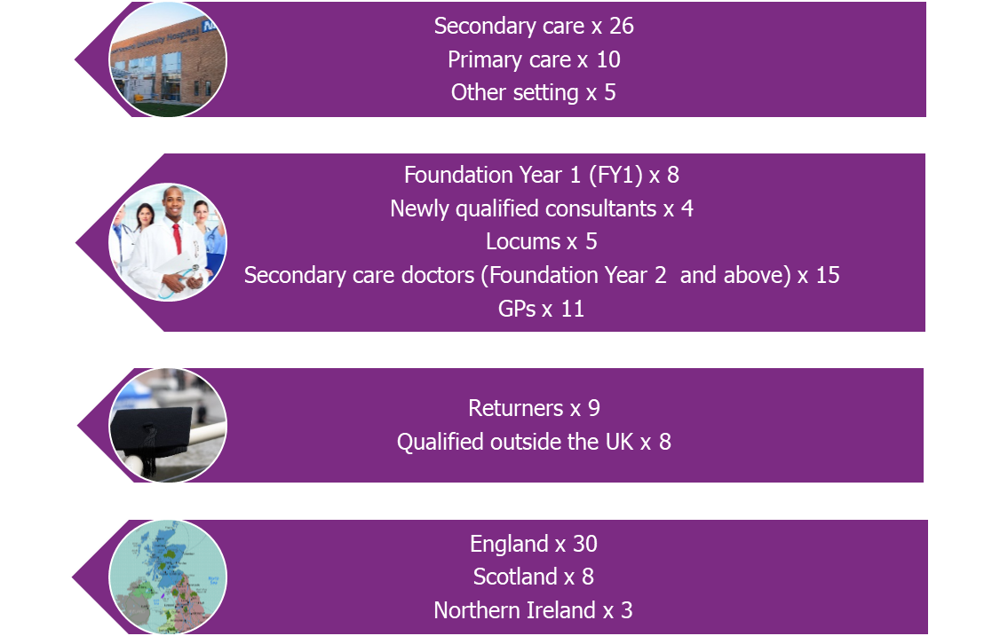 Secondary care x 26
Primary care x 10
Other setting x 5
Foundation Year 1 (FY1) x 8
Newly qualified consultants x 4
Locums x 5
Secondary care doctors (Foundation Year 2  and above) x 15
GPs x 11
Returners x 9
Qualified outside the UK x 8
England x 30
Scotland x 8
Northern Ireland x 3